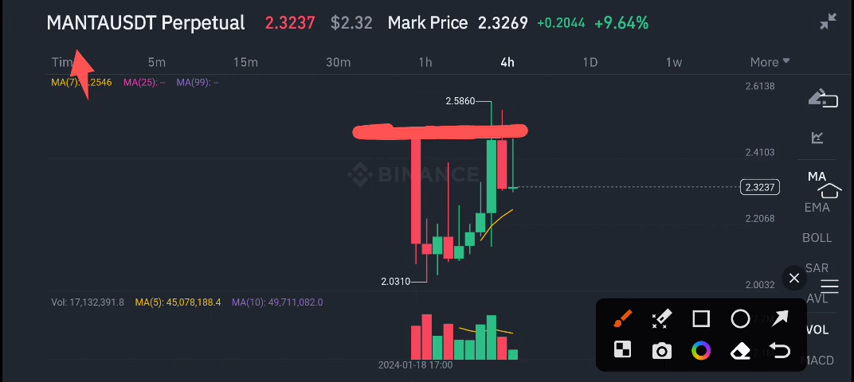 MANTAUSDT Perpetual 2.3237 $2.32 Mark Price 2.3269 +0.2044 +9.64%
5m 15m 30m 1h 4h 1D 1w More
MA(7): MA(25): -- MA(99): --
2.6138
2.5860
2.4103
MA
BINANCE
2.3237
EMA
2.2068
BOLL
SAR
2.0310
2.0032
AVL
Vol: 17,132,391.8 MA(5): 45,078,188.4 MA(10): 49,711,082.0
VOL
MACD
2024-01-18 17:00